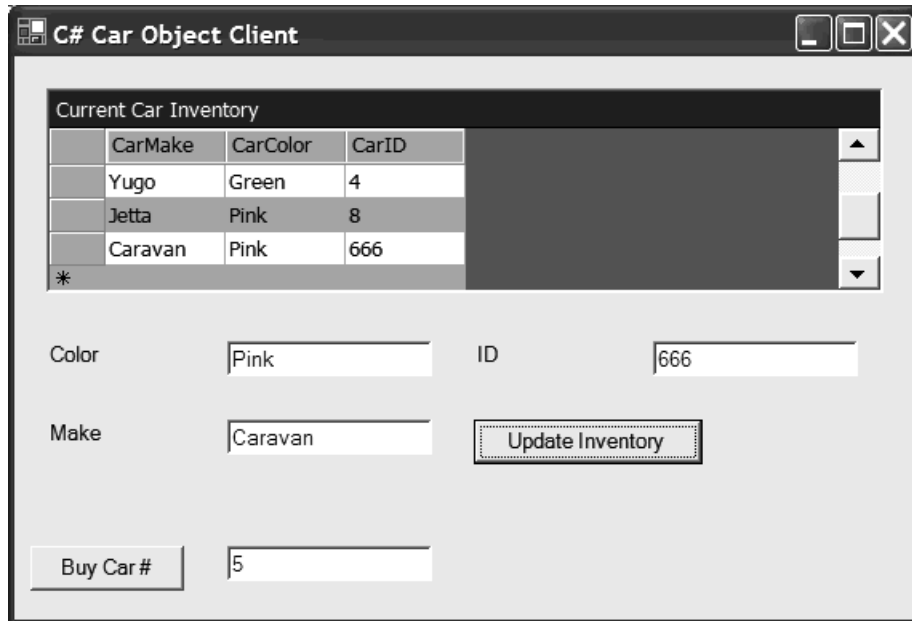 C# Car Object Client
Current Car Inventory
CarMake CarColor CarID
Yugo Green 4
Jetta Pink 8
Caravan Pink 666
*
Color Pink ID 666
Make Caravan Update Inventory
Buy Car # 5